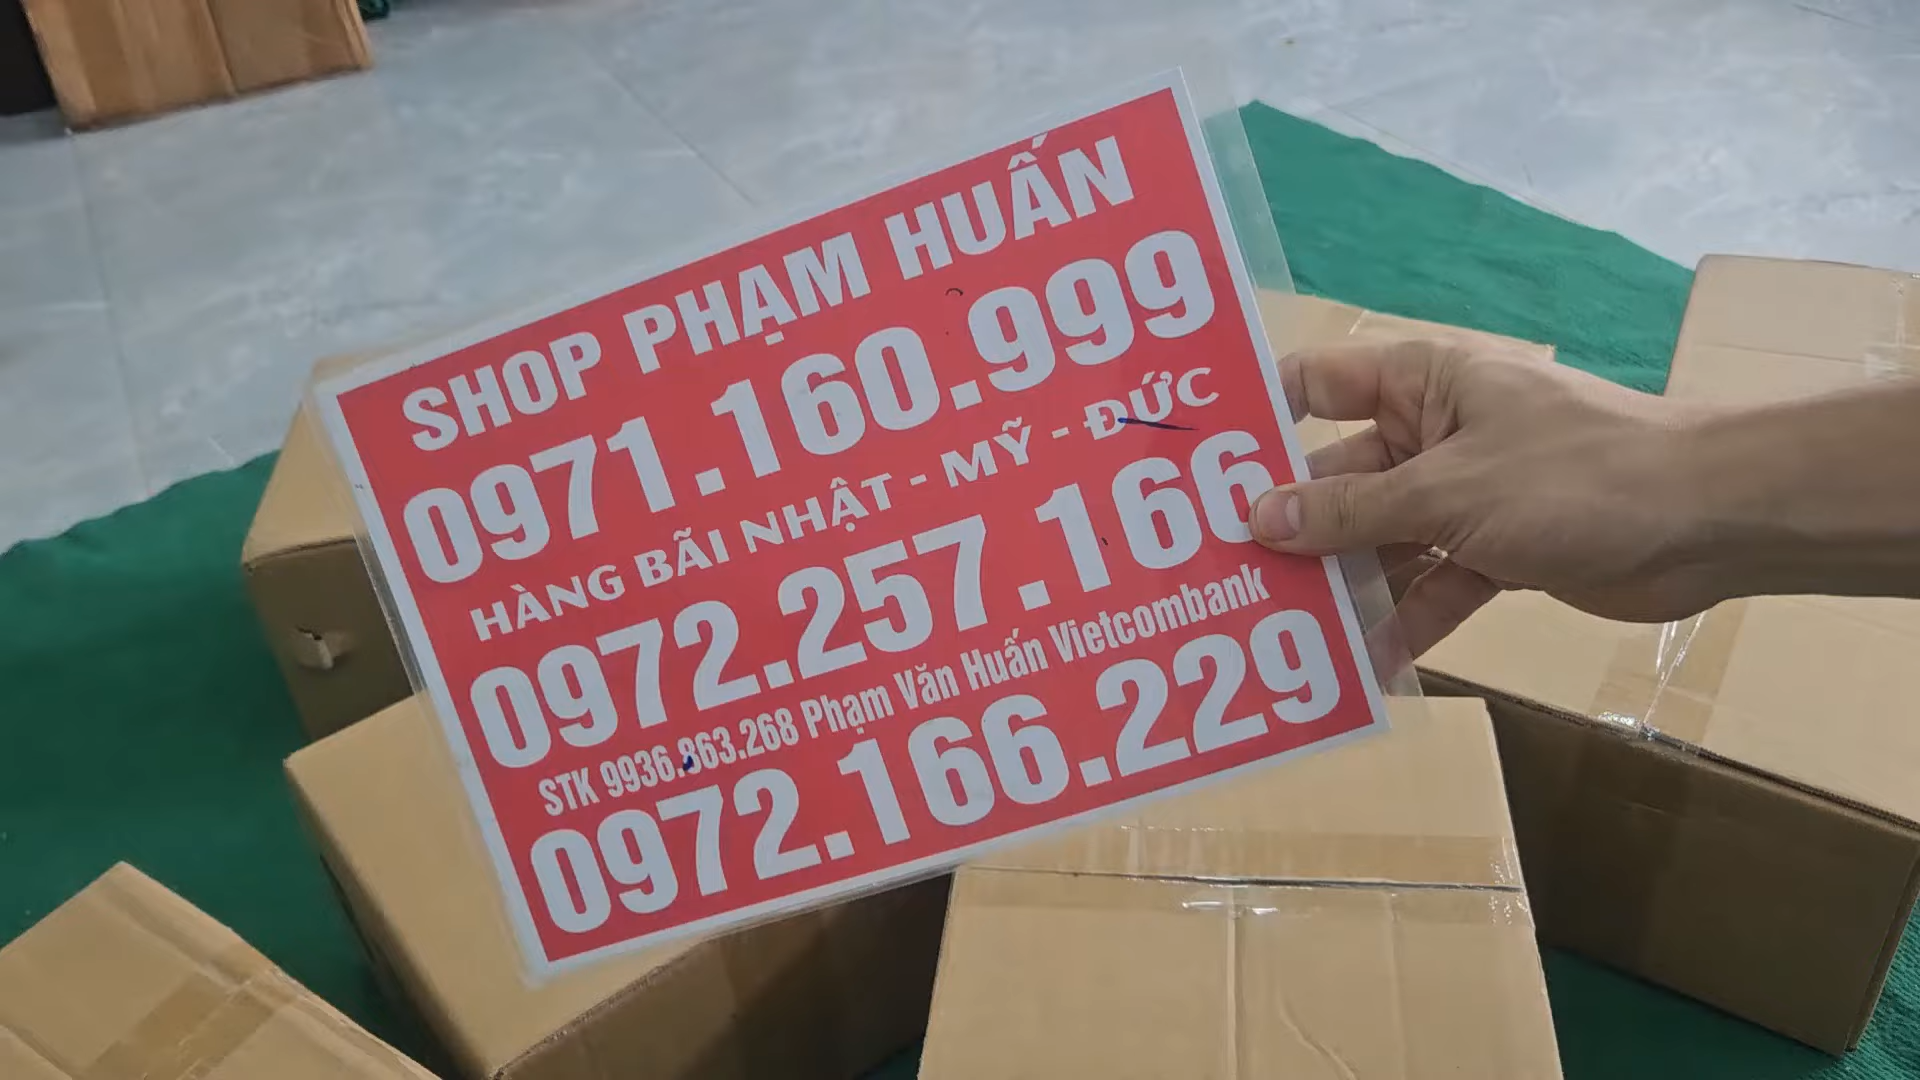 SHOP PHẠM HUẤN
0971.160.999
HÀNG BÃI NHẬT - MỸ - ĐỨC
0972.257.166
STK 9936.863.268 Phạm Văn Huấn Vietcombank
0972.166.229